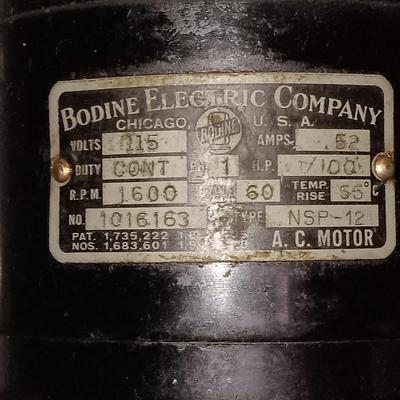 BODINE ELECTRIC COMPANY
CHICAGO, BODINE U. S. A.
VOLTS 115 AMPS. 52
DUTY CONT 1 H.P. 1/100
R.P.M. 1600 60 TEMP. RISE 55°C
NO. 1016163 TYPE NSP-12
PAT. 1,735,222
NOS. 1,683,601 A. C. MOTOR